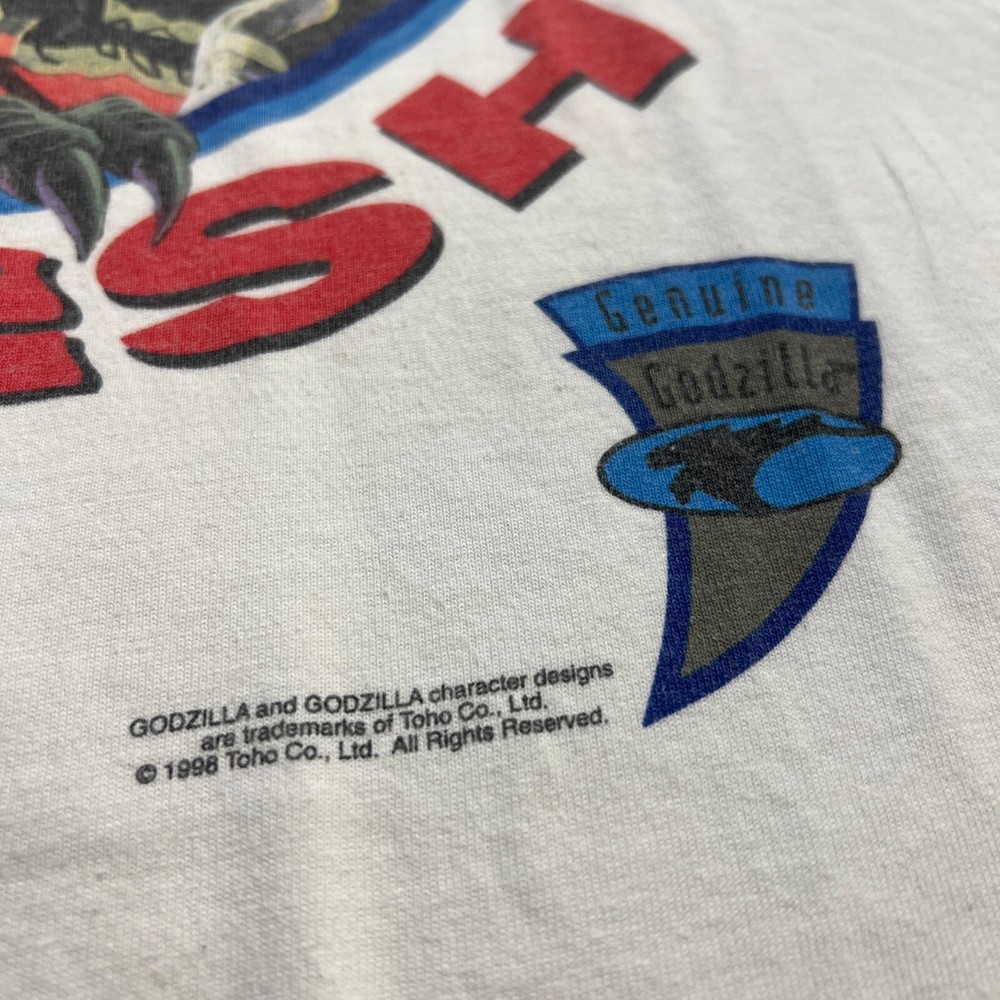 SH
Genuine
Godzilla
GODZILLA and GODZILLA character designs
are trademarks of Toho Co., Ltd.
© 1998 Toho Co., Ltd. All Rights Reserved.